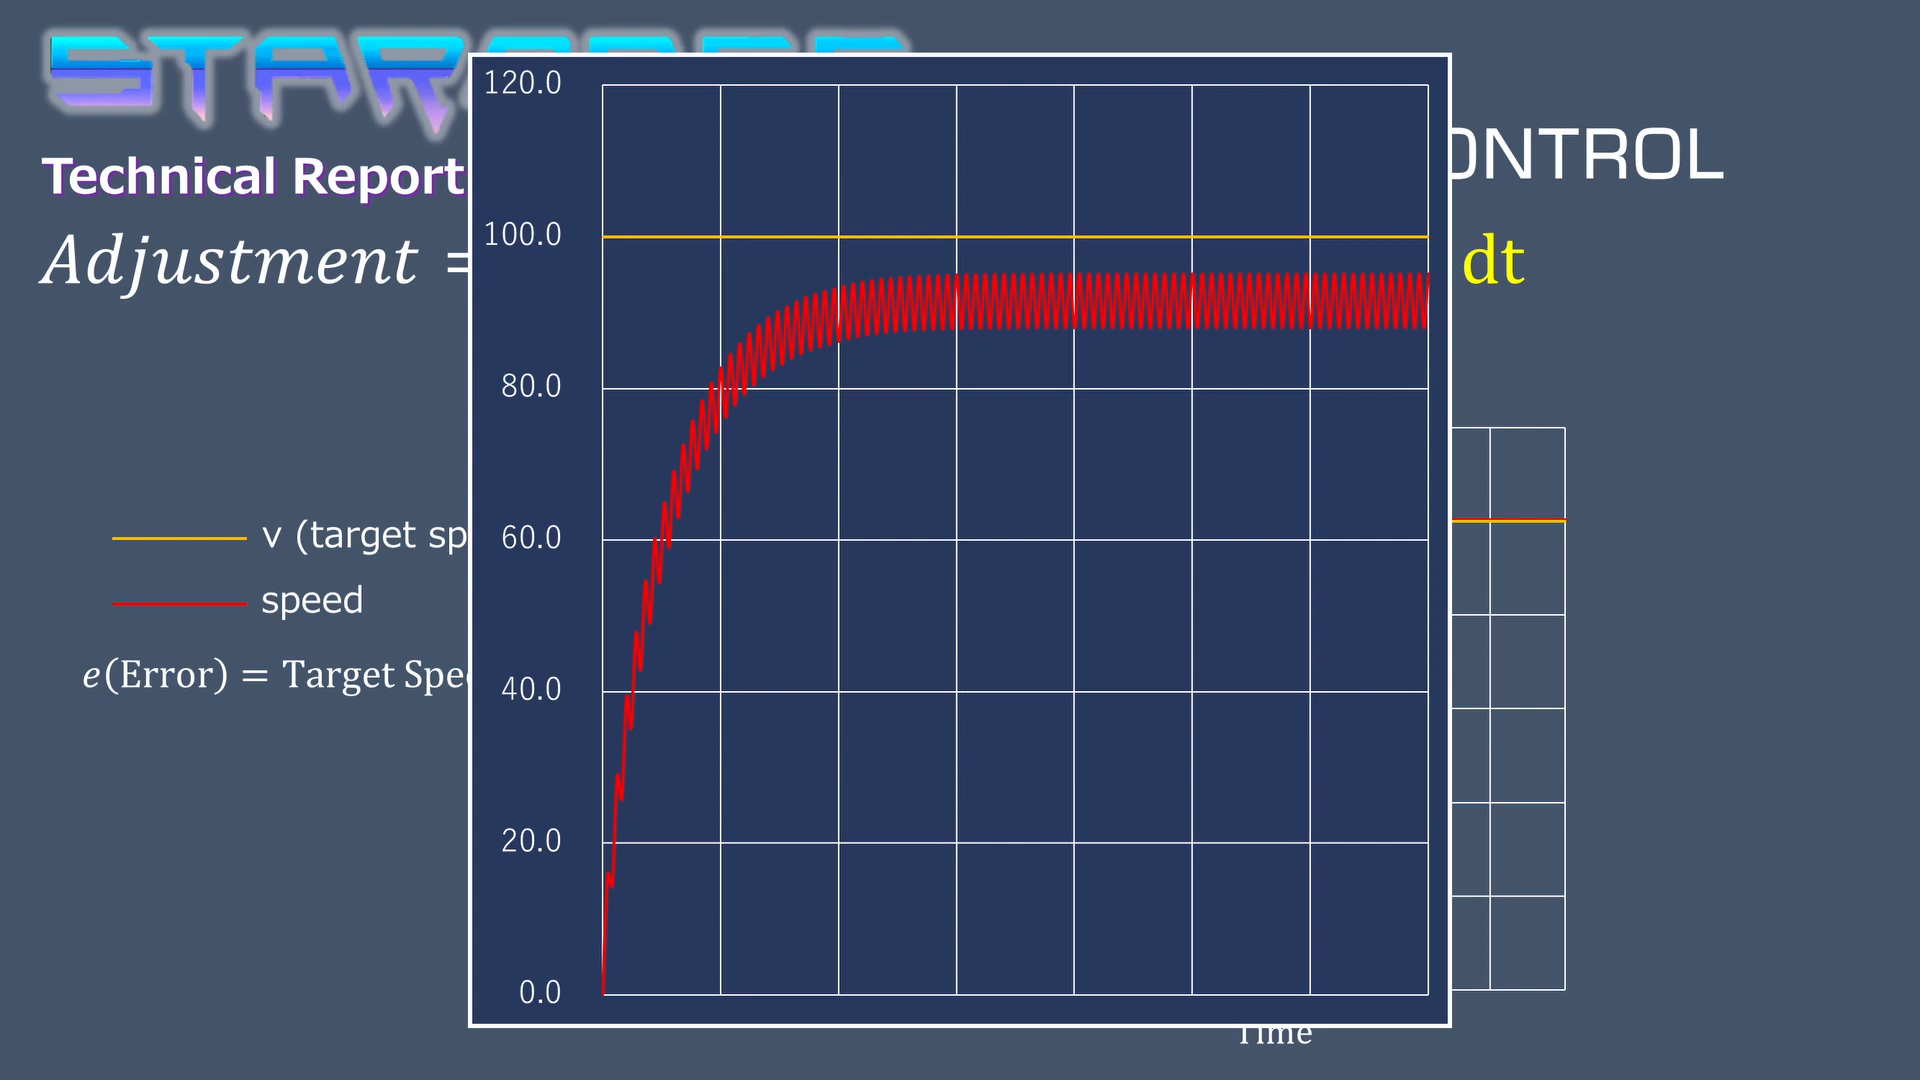 Technical Report
ONTROL
Adjustment =
dt
v (target sp
speed
e(Error) = Target Spe
120.0
100.0
80.0
60.0
40.0
20.0
0.0
Time